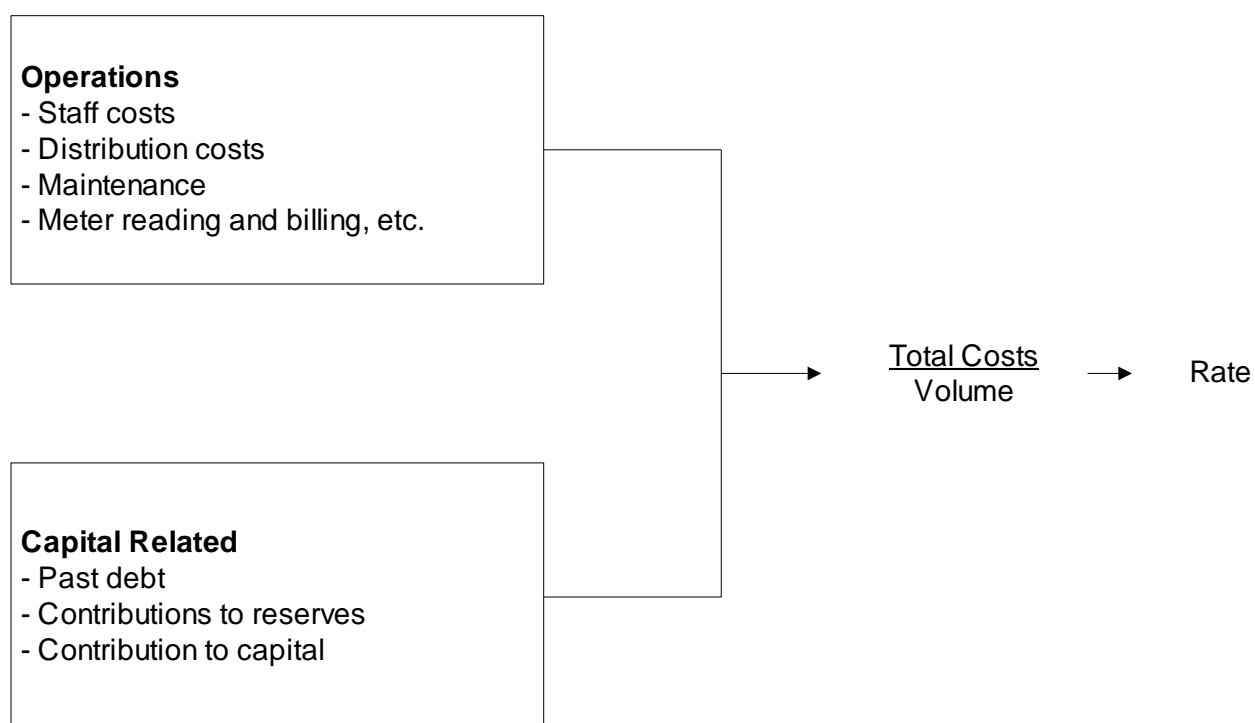 Operations
- Staff costs
- Distribution costs
- Maintenance
- Meter reading and billing, etc.
Total Costs
Volume
Rate
Capital Related
- Past debt
- Contributions to reserves
- Contribution to capital